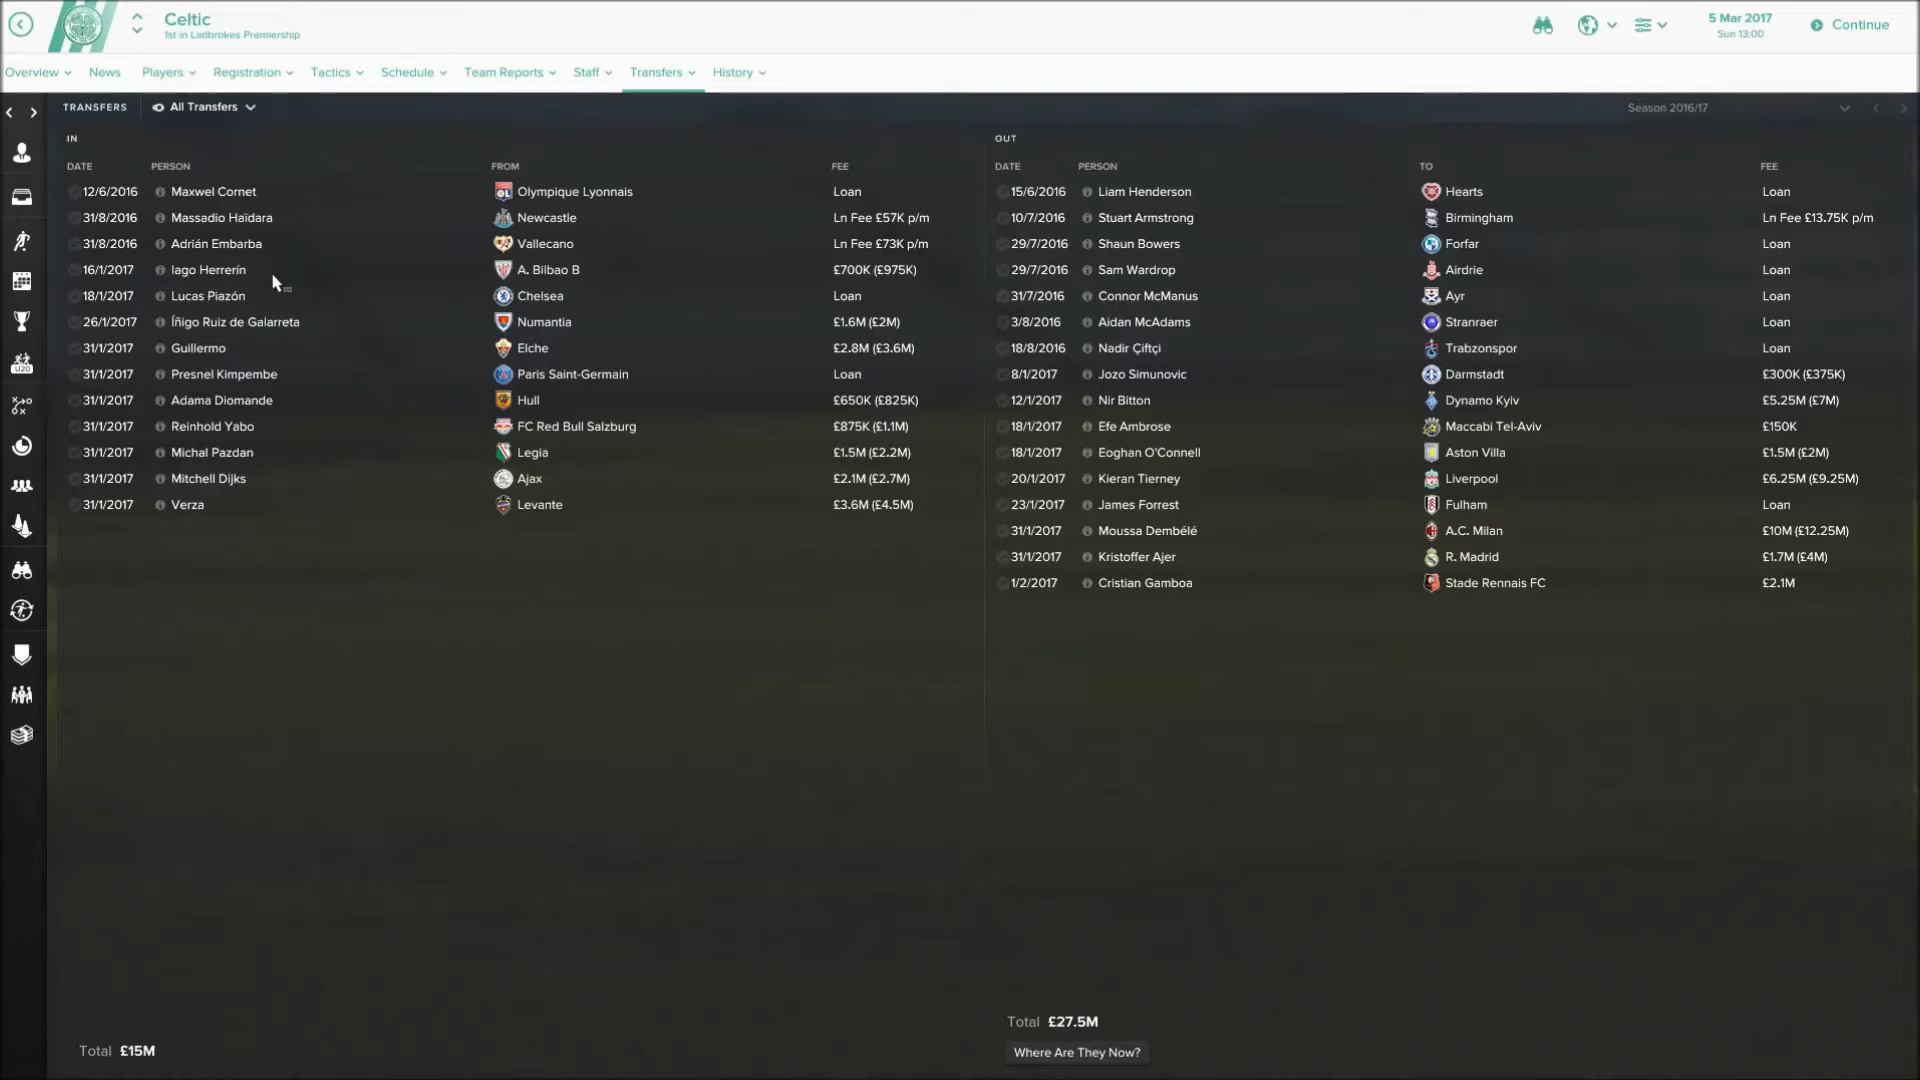 Celtic
1st in Ladbrokes Premiership
5 Mar 2017
Sun 13:00
Continue
Overview News Players Registration Tactics Schedule Team Reports Staff Transfers History
TRANSFERS All Transfers Season 2016/17
IN
DATE PERSON FROM FEE
12/6/2016 Maxwel Cornet Olympique Lyonnais Loan
31/8/2016 Massadio Haïdara Newcastle Ln Fee £57K p/m
31/8/2016 Adrián Embarba Vallecano Ln Fee £73K p/m
16/1/2017 Iago Herrerín A. Bilbao B £700K (£975K)
18/1/2017 Lucas Piazón Chelsea Loan
26/1/2017 Íñigo Ruiz de Galarreta Numantia £1.6M (£2M)
31/1/2017 Guillermo Elche £2.8M (£3.6M)
31/1/2017 Presnel Kimpembe Paris Saint-Germain Loan
31/1/2017 Adama Diomande Hull £650K (£825K)
31/1/2017 Reinhold Yabo FC Red Bull Salzburg £875K (£1.1M)
31/1/2017 Michal Pazdan Legia £1.5M (£2.2M)
31/1/2017 Mitchell Dijks Ajax £2.1M (£2.7M)
31/1/2017 Verza Levante £3.6M (£4.5M)
Total £15M
OUT
DATE PERSON TO FEE
15/6/2016 Liam Henderson Hearts Loan
10/7/2016 Stuart Armstrong Birmingham Ln Fee £13.75K p/m
29/7/2016 Shaun Bowers Forfar Loan
29/7/2016 Sam Wardrop Airdrie Loan
31/7/2016 Connor McManus Ayr Loan
3/8/2016 Aidan McAdams Stranraer Loan
18/8/2016 Nadir Çiftçi Trabzonspor Loan
8/1/2017 Jozo Simunovic Darmstadt £300K (£375K)
12/1/2017 Nir Bitton Dynamo Kyiv £5.25M (£7M)
18/1/2017 Efe Ambrose Maccabi Tel-Aviv £150K
18/1/2017 Eoghan O'Connell Aston Villa £1.5M (£2M)
20/1/2017 Kieran Tierney Liverpool £6.25M (£9.25M)
23/1/2017 James Forrest Fulham Loan
31/1/2017 Moussa Dembélé A.C. Milan £10M (£12.25M)
31/1/2017 Kristoffer Ajer R. Madrid £1.7M (£4M)
1/2/2017 Cristian Gamboa Stade Rennais FC £2.1M
Total £27.5M
Where Are They Now?
U20